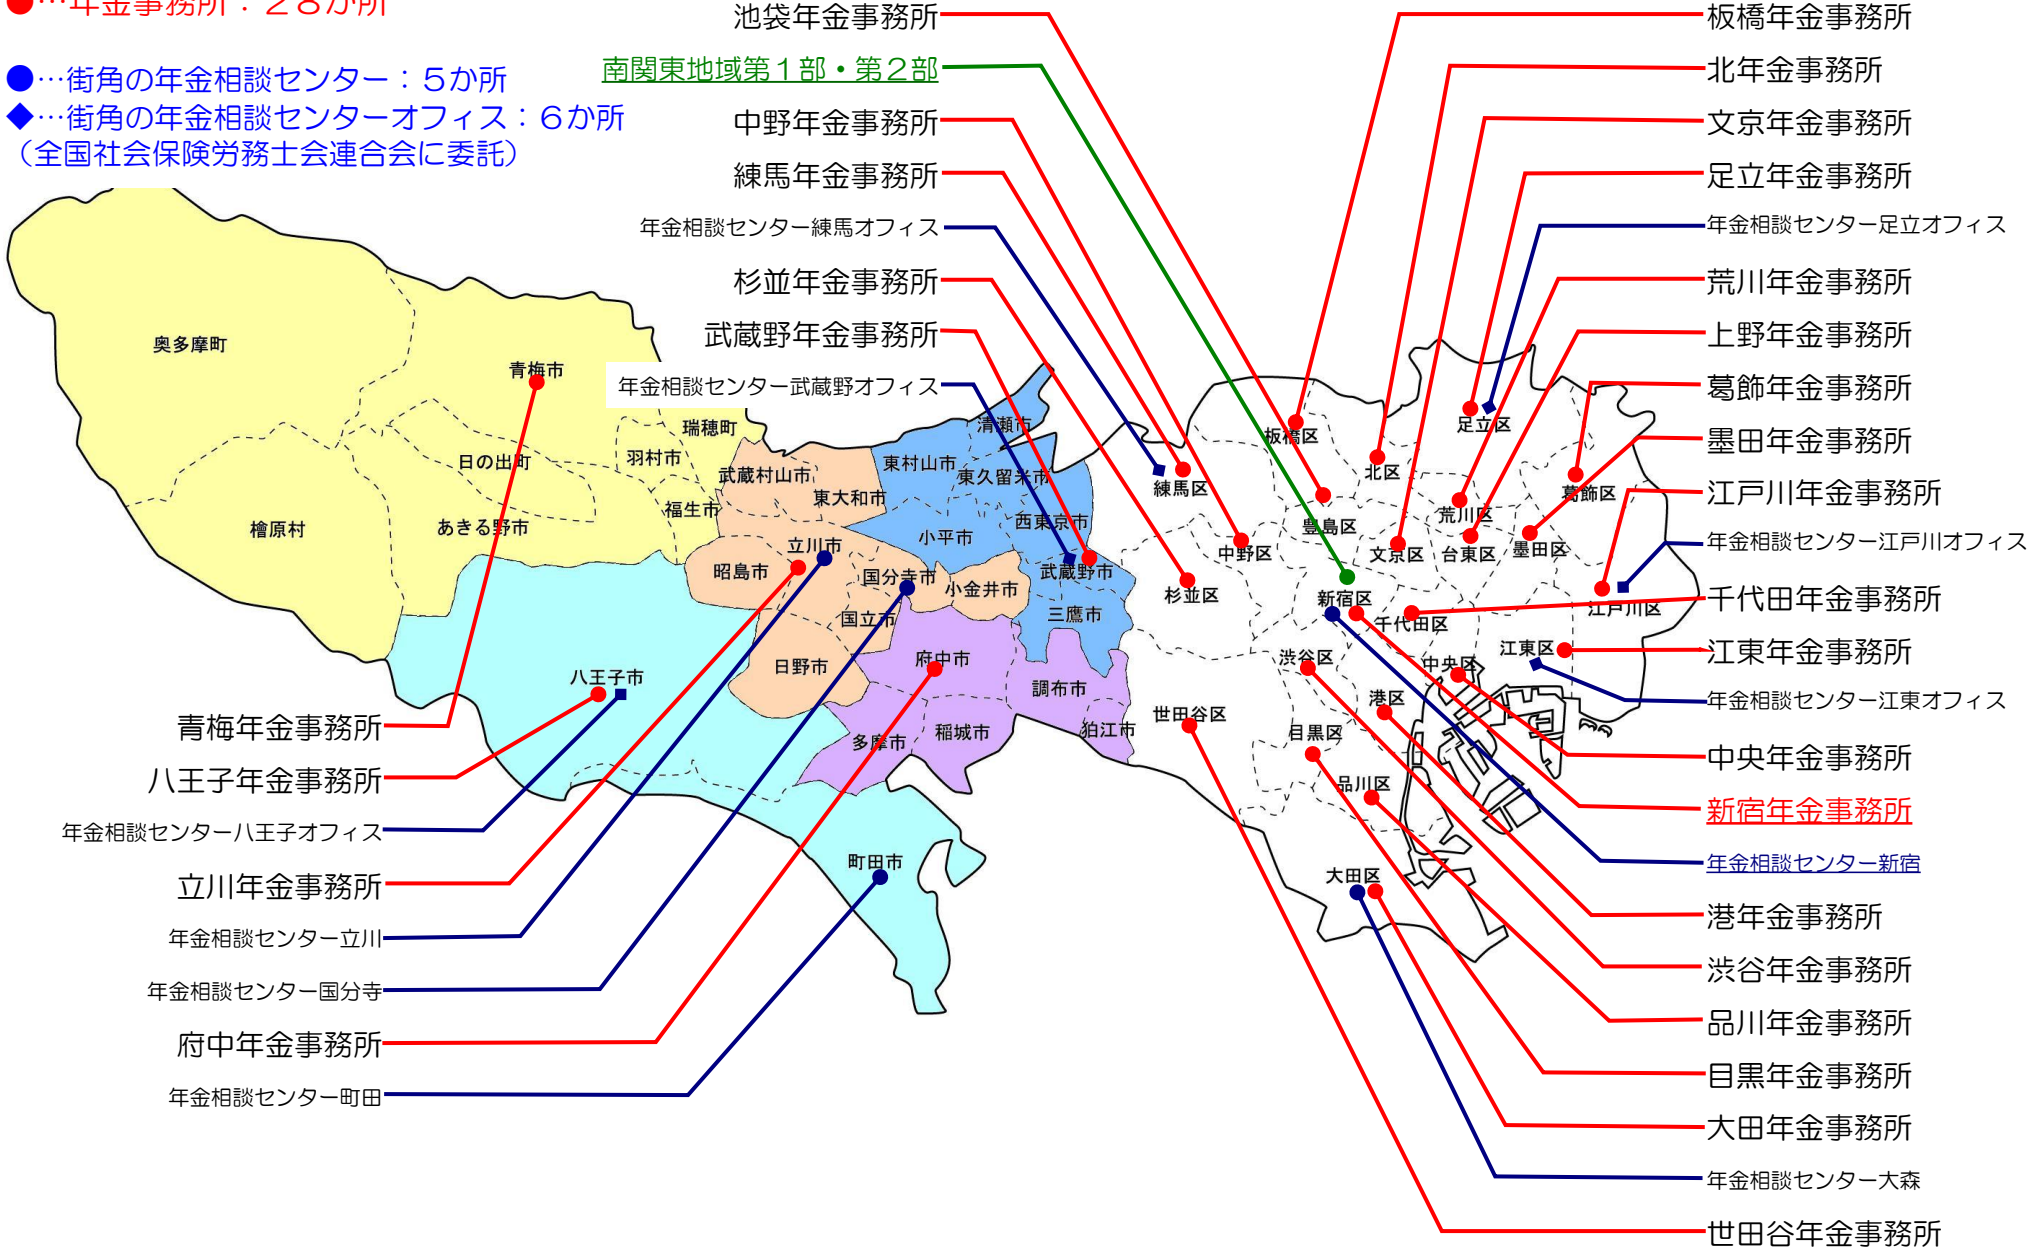 ●…年金事務所：２８か所
●…街角の年金相談センター：５か所
◆…街角の年金相談センターオフィス：６か所
（全国社会保険労務士会連合会に委託）
池袋年金事務所
南関東地域第１部・第２部
中野年金事務所
練馬年金事務所
年金相談センター練馬オフィス
杉並年金事務所
武蔵野年金事務所
年金相談センター武蔵野オフィス
板橋年金事務所
北年金事務所
文京年金事務所
足立年金事務所
年金相談センター足立オフィス
荒川年金事務所
上野年金事務所
葛飾年金事務所
墨田年金事務所
江戸川年金事務所
年金相談センター江戸川オフィス
千代田年金事務所
江東年金事務所
年金相談センター江東オフィス
中央年金事務所
新宿年金事務所
年金相談センター新宿
港年金事務所
渋谷年金事務所
品川年金事務所
目黒年金事務所
大田年金事務所
年金相談センター大森
世田谷年金事務所
青梅年金事務所
八王子年金事務所
年金相談センター八王子オフィス
立川年金事務所
年金相談センター立川
年金相談センター国分寺
府中年金事務所
年金相談センター町田
奥多摩町
青梅市
瑞穂町
日の出町
羽村市
福生市
檜原村
あきる野市
武蔵村山市
東大和市
立川市
昭島市
国分寺市
小金井市
国立市
日野市
清瀬市
東村山市
東久留米市
西東京市
小平市
武蔵野市
三鷹市
府中市
調布市
多摩市
稲城市
狛江市
八王子市
町田市
板橋区
足立区
北区
練馬区
葛飾区
荒川区
豊島区
中野区
文京区
台東区
墨田区
杉並区
新宿区
千代田区
江戸川区
江東区
渋谷区
中央区
港区
世田谷区
目黒区
品川区
大田区